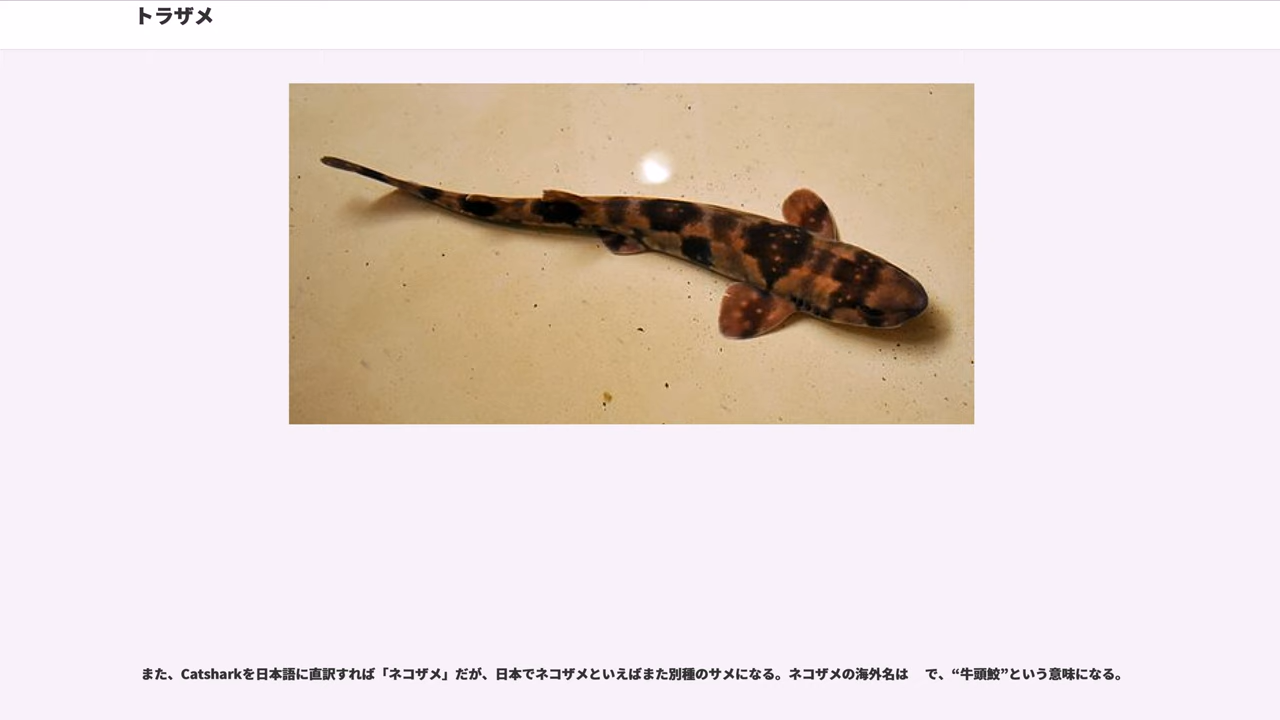 トラザメ
また、Catsharkを日本語に直訳すれば「ネコザメ」だが、日本でネコザメといえばまた別種のサメになる。ネコザメの海外名は　で、“牛頭鮫”という意味になる。